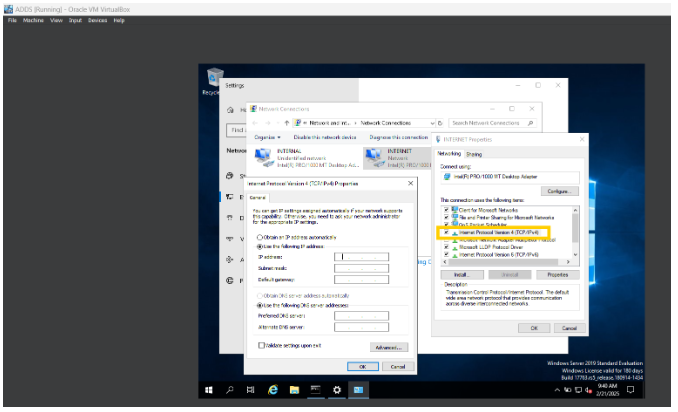 ADDS [Running] - Oracle VM VirtualBox
File Machine View Input Devices Help
Recycle
Settings
Network Connections
Network and Int... › Network Connections
Search Network Connections
Find
Organize
Disable this network device
Diagnose this connection
Netwo
INTERNAL
Unidentified network
Intel(R) PRO/1000 MT Desktop Ad...
INTERNET
Network
Intel(R) PRO/1000
INTERNET Properties
Networking Sharing
Connect using:
Intel(R) PRO/1000 MT Desktop Adapter
Configure...
This connection uses the following items:
Client for Microsoft Networks
File and Printer Sharing for Microsoft Networks
QoS Packet Scheduler
Internet Protocol Version 4 (TCP/IPv4)
Microsoft Network Adapter Multiplexor Protocol
Microsoft LLDP Protocol Driver
Internet Protocol Version 6 (TCP/IPv6)
Install...
Uninstall
Properties
Description
Transmission Control Protocol/Internet Protocol. The default
wide area network protocol that provides communication
across diverse interconnected networks.
OK
Cancel
Internet Protocol Version 4 (TCP/IPv4) Properties
General
You can get IP settings assigned automatically if your network supports
this capability. Otherwise, you need to ask your network administrator
for the appropriate IP settings.
Obtain an IP address automatically
Use the following IP address:
IP address:
Subnet mask:
Default gateway:
Obtain DNS server address automatically
Use the following DNS server addresses:
Preferred DNS server:
Alternate DNS server:
Validate settings upon exit
Advanced...
OK
Cancel
Windows Server 2019 Standard Evaluation
Windows License valid for 180 days
Build 17763.rs5_release.180914-1434
9:40 AM
2/21/2025